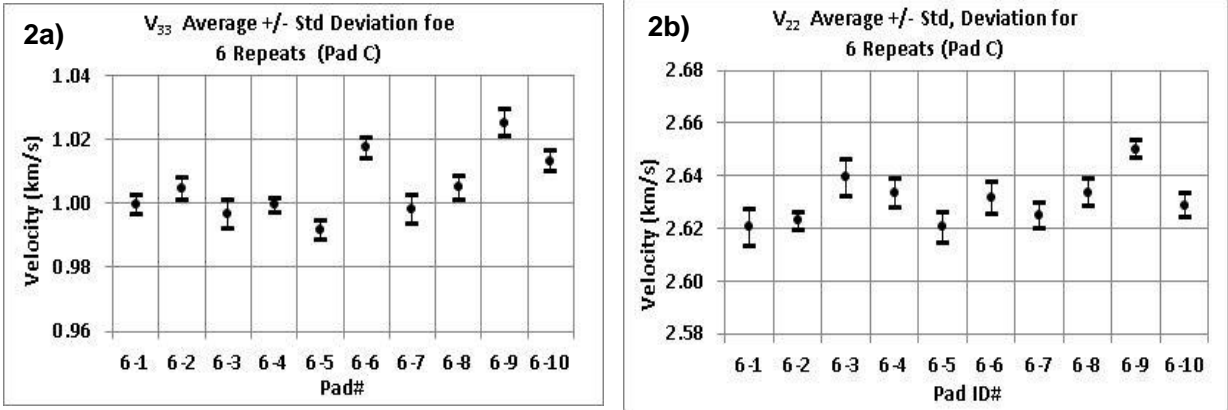 2a)
V33 Average +/- Std Deviation foe
6 Repeats (Pad C)
Velocity (km/s)
1.04
1.02
1.00
0.98
0.96
6-1 6-2 6-3 6-4 6-5 6-6 6-7 6-8 6-9 6-10
Pad#
2b)
V22 Average +/- Std, Deviation for
6 Repeats (Pad C)
Velocity (km/s)
2.68
2.66
2.64
2.62
2.60
2.58
6-1 6-2 6-3 6-4 6-5 6-6 6-7 6-8 6-9 6-10
Pad ID#